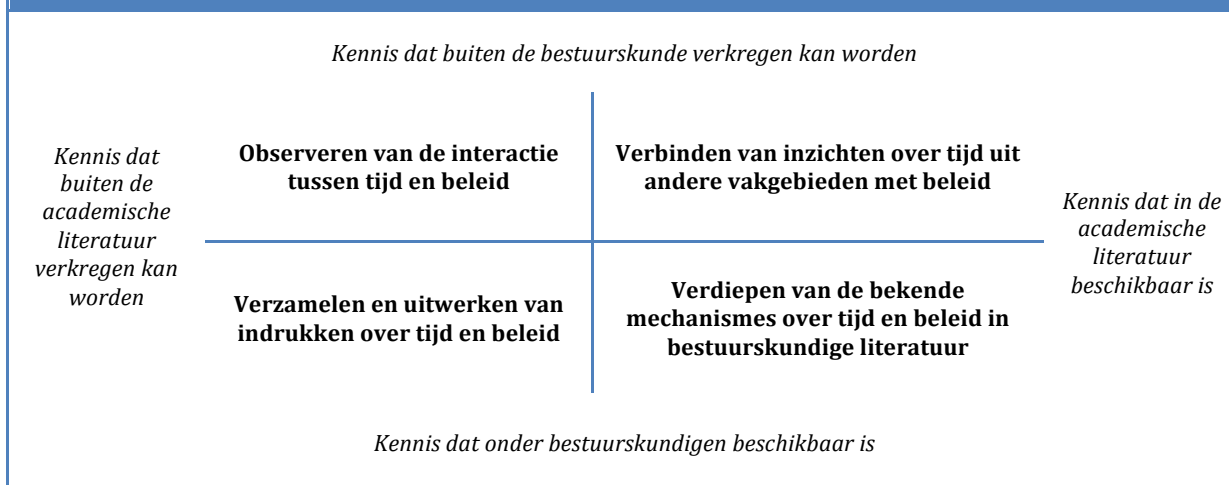 Kennis dat buiten de bestuurskunde verkregen kan worden
Kennis dat
buiten de
academische
literatuur
verkregen kan
worden
Observeren van de interactie
tussen tijd en beleid
Verbinden van inzichten over tijd uit
andere vakgebieden met beleid
Verzamelen en uitwerken van
indrukken over tijd en beleid
Verdiepen van de bekende
mechanismes over tijd en beleid in
bestuurskundige literatuur
Kennis dat in de
academische
literatuur
beschikbaar is
Kennis dat onder bestuurskundigen beschikbaar is